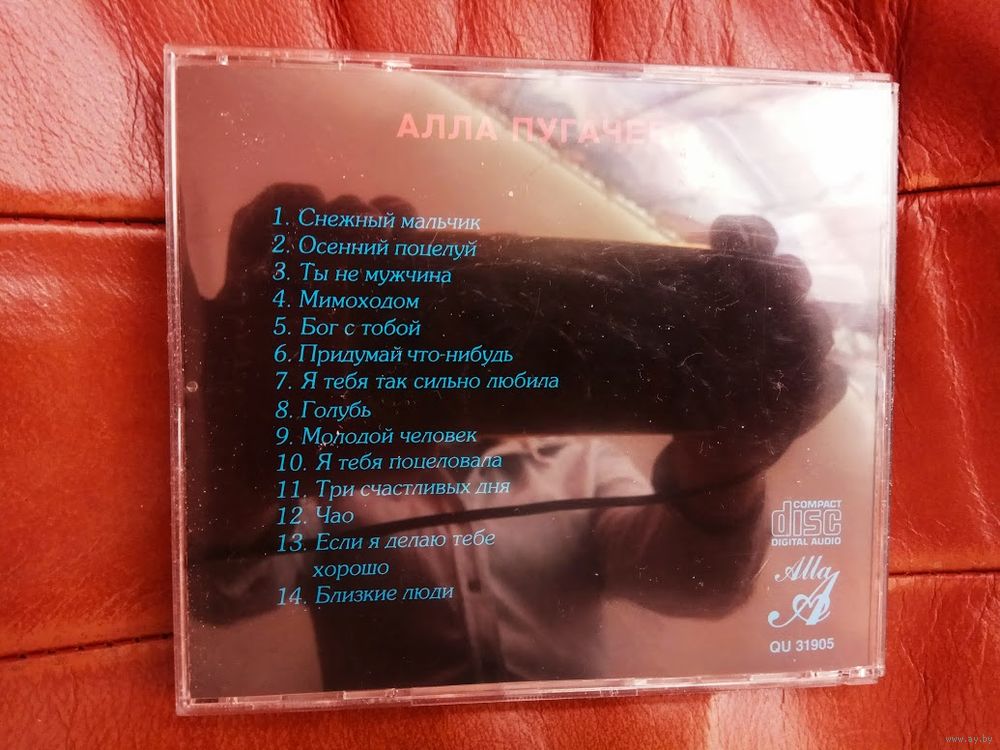 АЛЛА ПУГАЧЕВ
1. Снежный мальчик
2. Осенний поцелуй
3. Ты не мужчина
4. Мимоходом
5. Бог с тобой
6. Придумай что-нибудь
7. Я тебя так сильно любила
8. Голубь
9. Молодой человек
10. Я тебя поцеловала
11. Три счастливых дня
12. Чао
13. Если я делаю тебе
хорошо
14. Близкие люди
COMPACT
disc
DIGITAL AUDIO
Alla
QU 31905
www.ay.by